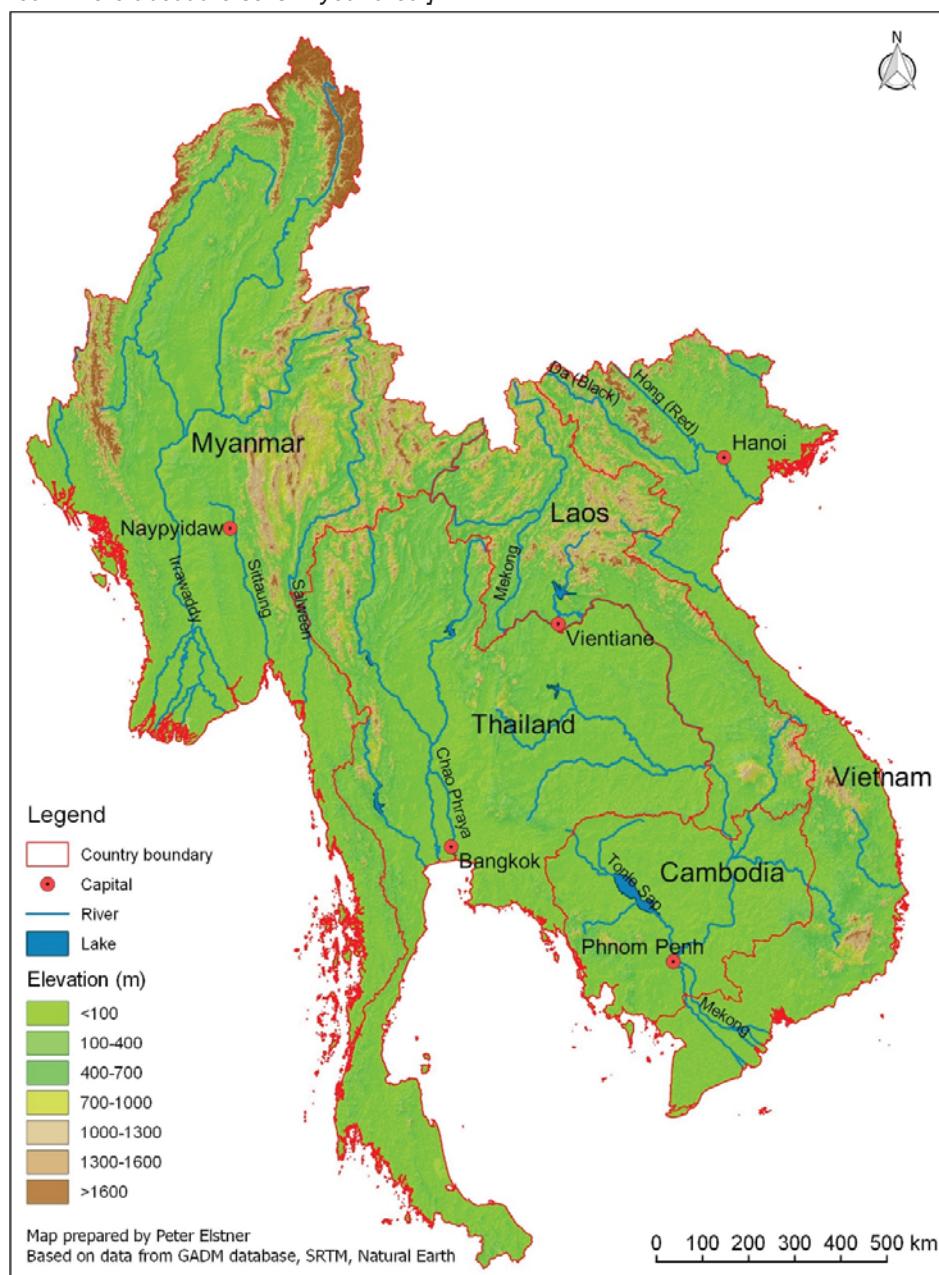 N
Da (Black)
Hong (Red)
Hanoi
Myanmar
Laos
Naypyidaw
Irrawaddy
Sittaung
Salween
Mekong
Vientiane
Thailand
Vietnam
Chao Phraya
Bangkok
Cambodia
Tonle Sap
Phnom Penh
Mekong
Legend
Country boundary
Capital
River
Lake
Elevation (m)
<100
100-400
400-700
700-1000
1000-1300
1300-1600
>1600
Map prepared by Peter Elstner
Based on data from GADM database, SRTM, Natural Earth
0 100 200 300 400 500 km